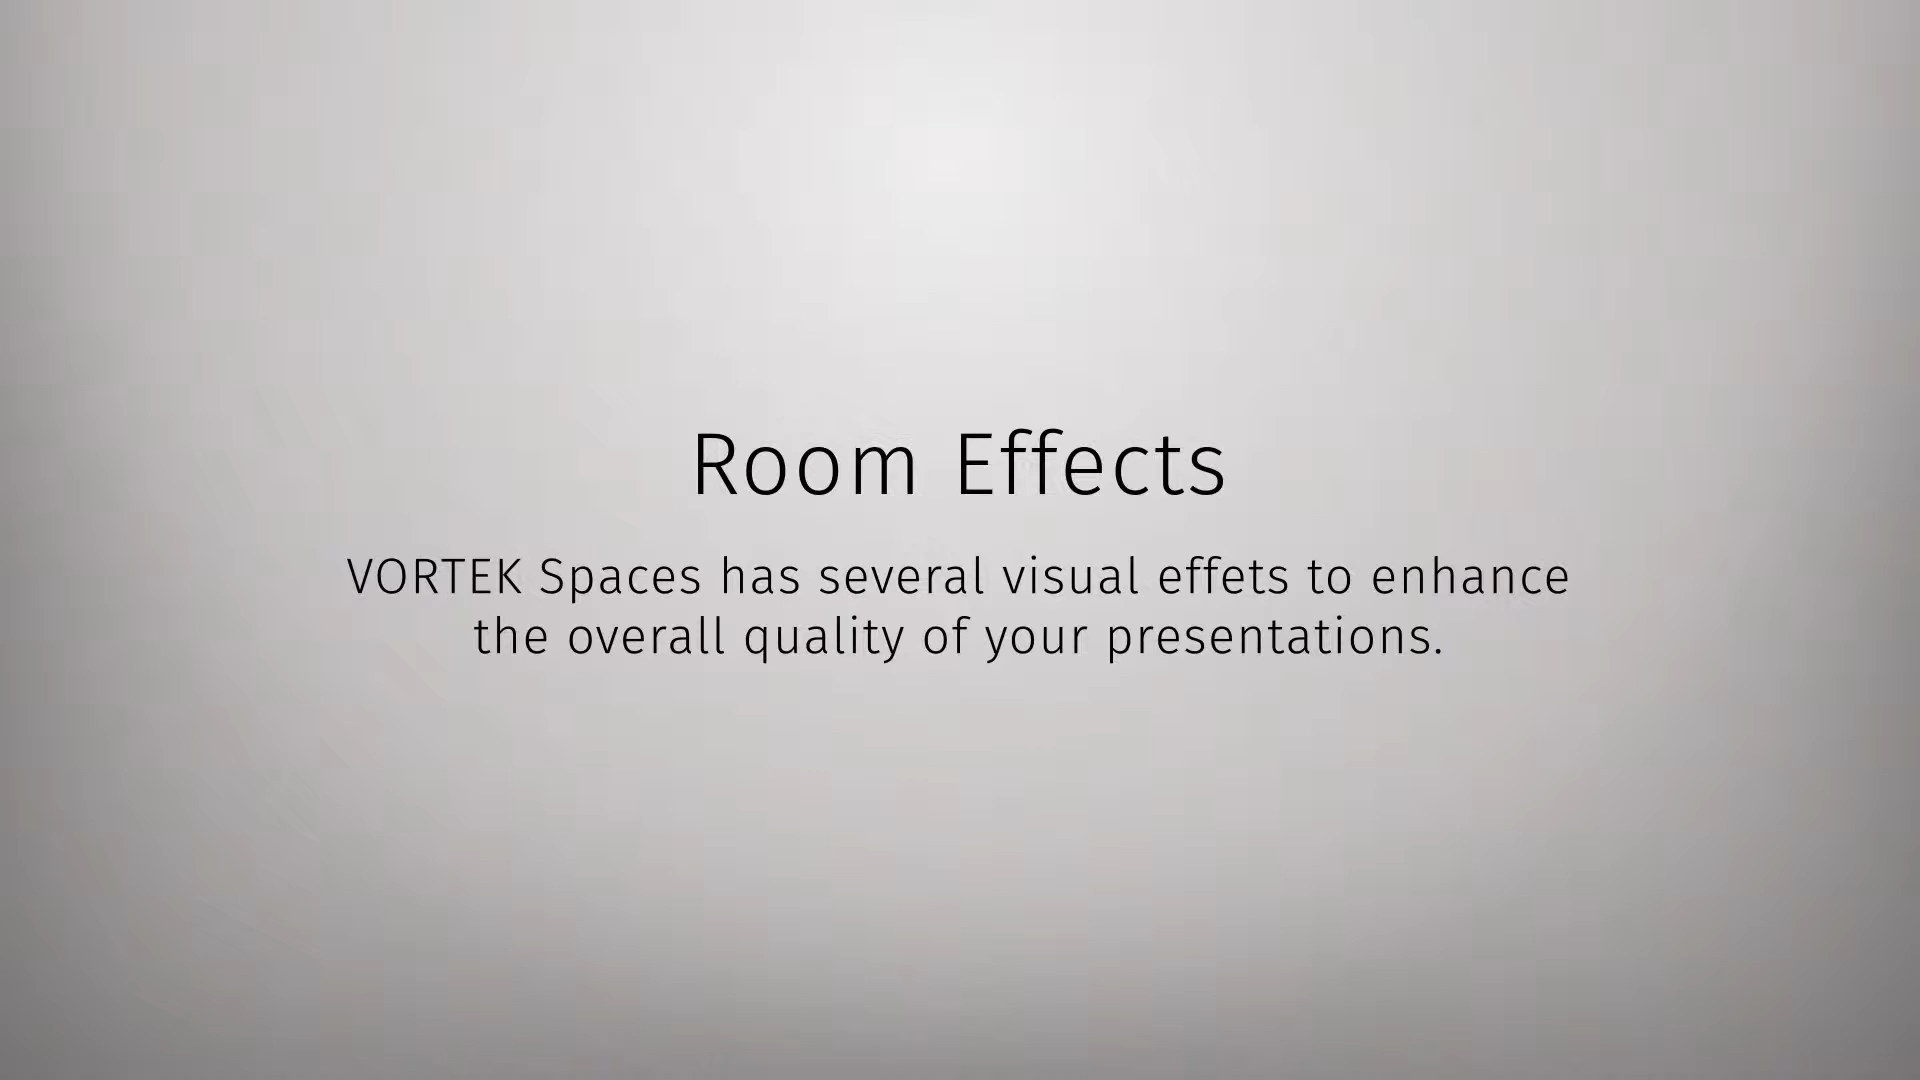 Room Effects
VORTEK Spaces has several visual effets to enhance
the overall quality of your presentations.